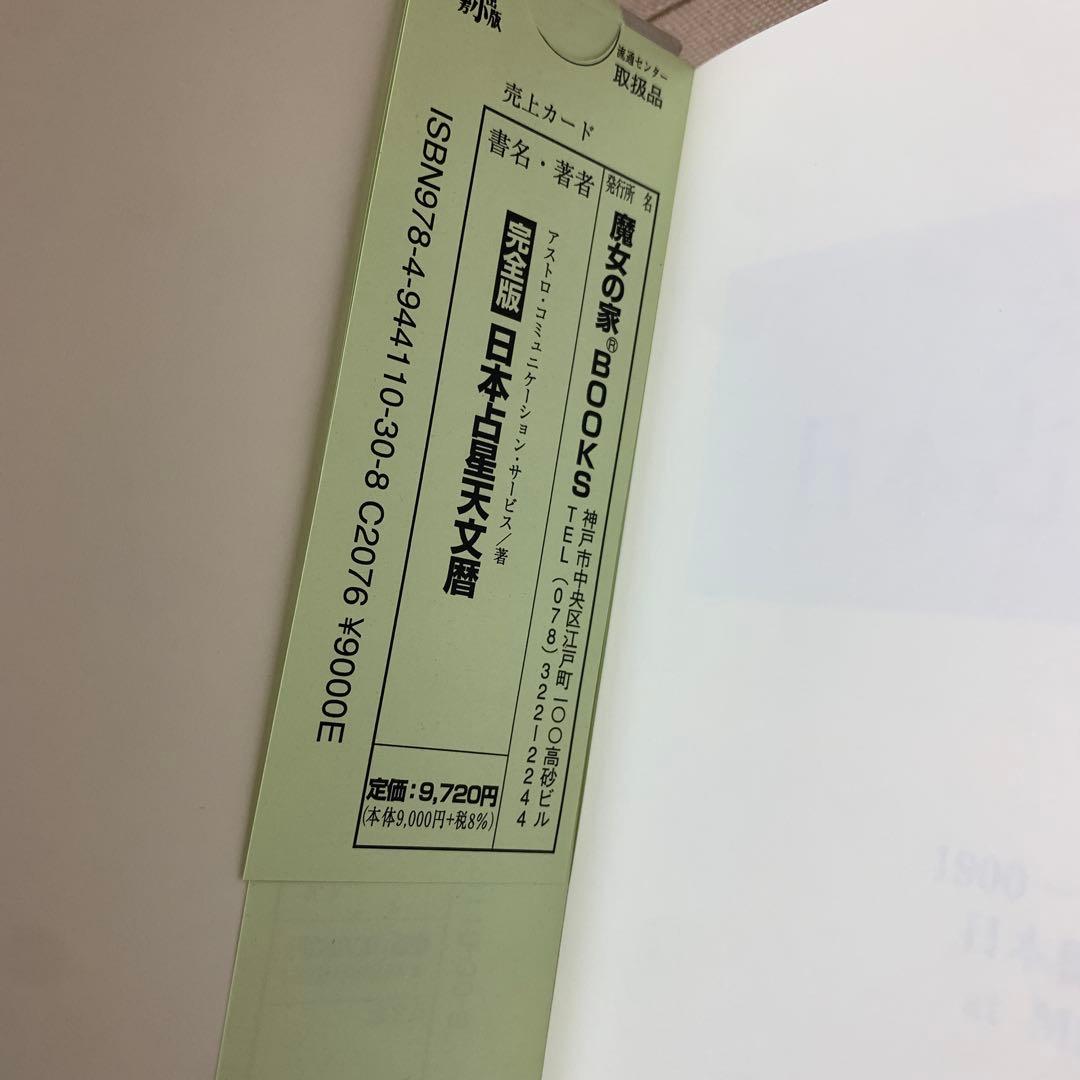 小出版
流通センター
取扱品
売上カード
発行所名
魔女の家® BOOKS
神戸市中央区江戸町一〇〇高砂ビル
TEL(078)322-2244
書名・著者
アストロ・コミュニケーション・サービス/著
完全版 日本占星天文暦
定価:9,720円
(本体9,000円+税8%)
ISBN978-4-944110-30-8 C2076 ¥9000E